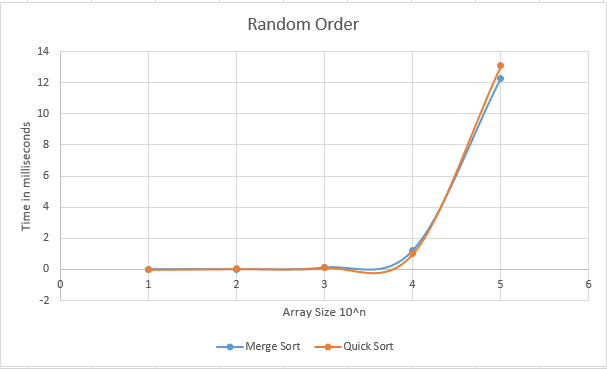 Random Order
14
12
10
8
6
4
2
0
-2
0 1 2 3 4 5 6
Time in milliseconds
Array Size 10^n
Merge Sort Quick Sort